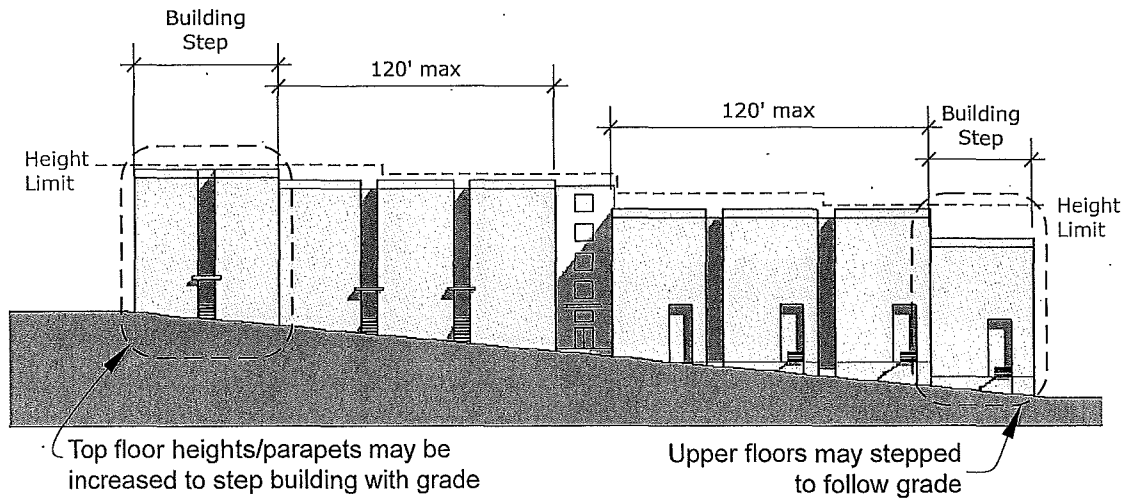 Building
Step
120' max
120' max
Building
Step
Height
Limit
Height
Limit
Top floor heights/parapets may be
increased to step building with grade
Upper floors may stepped
to follow grade